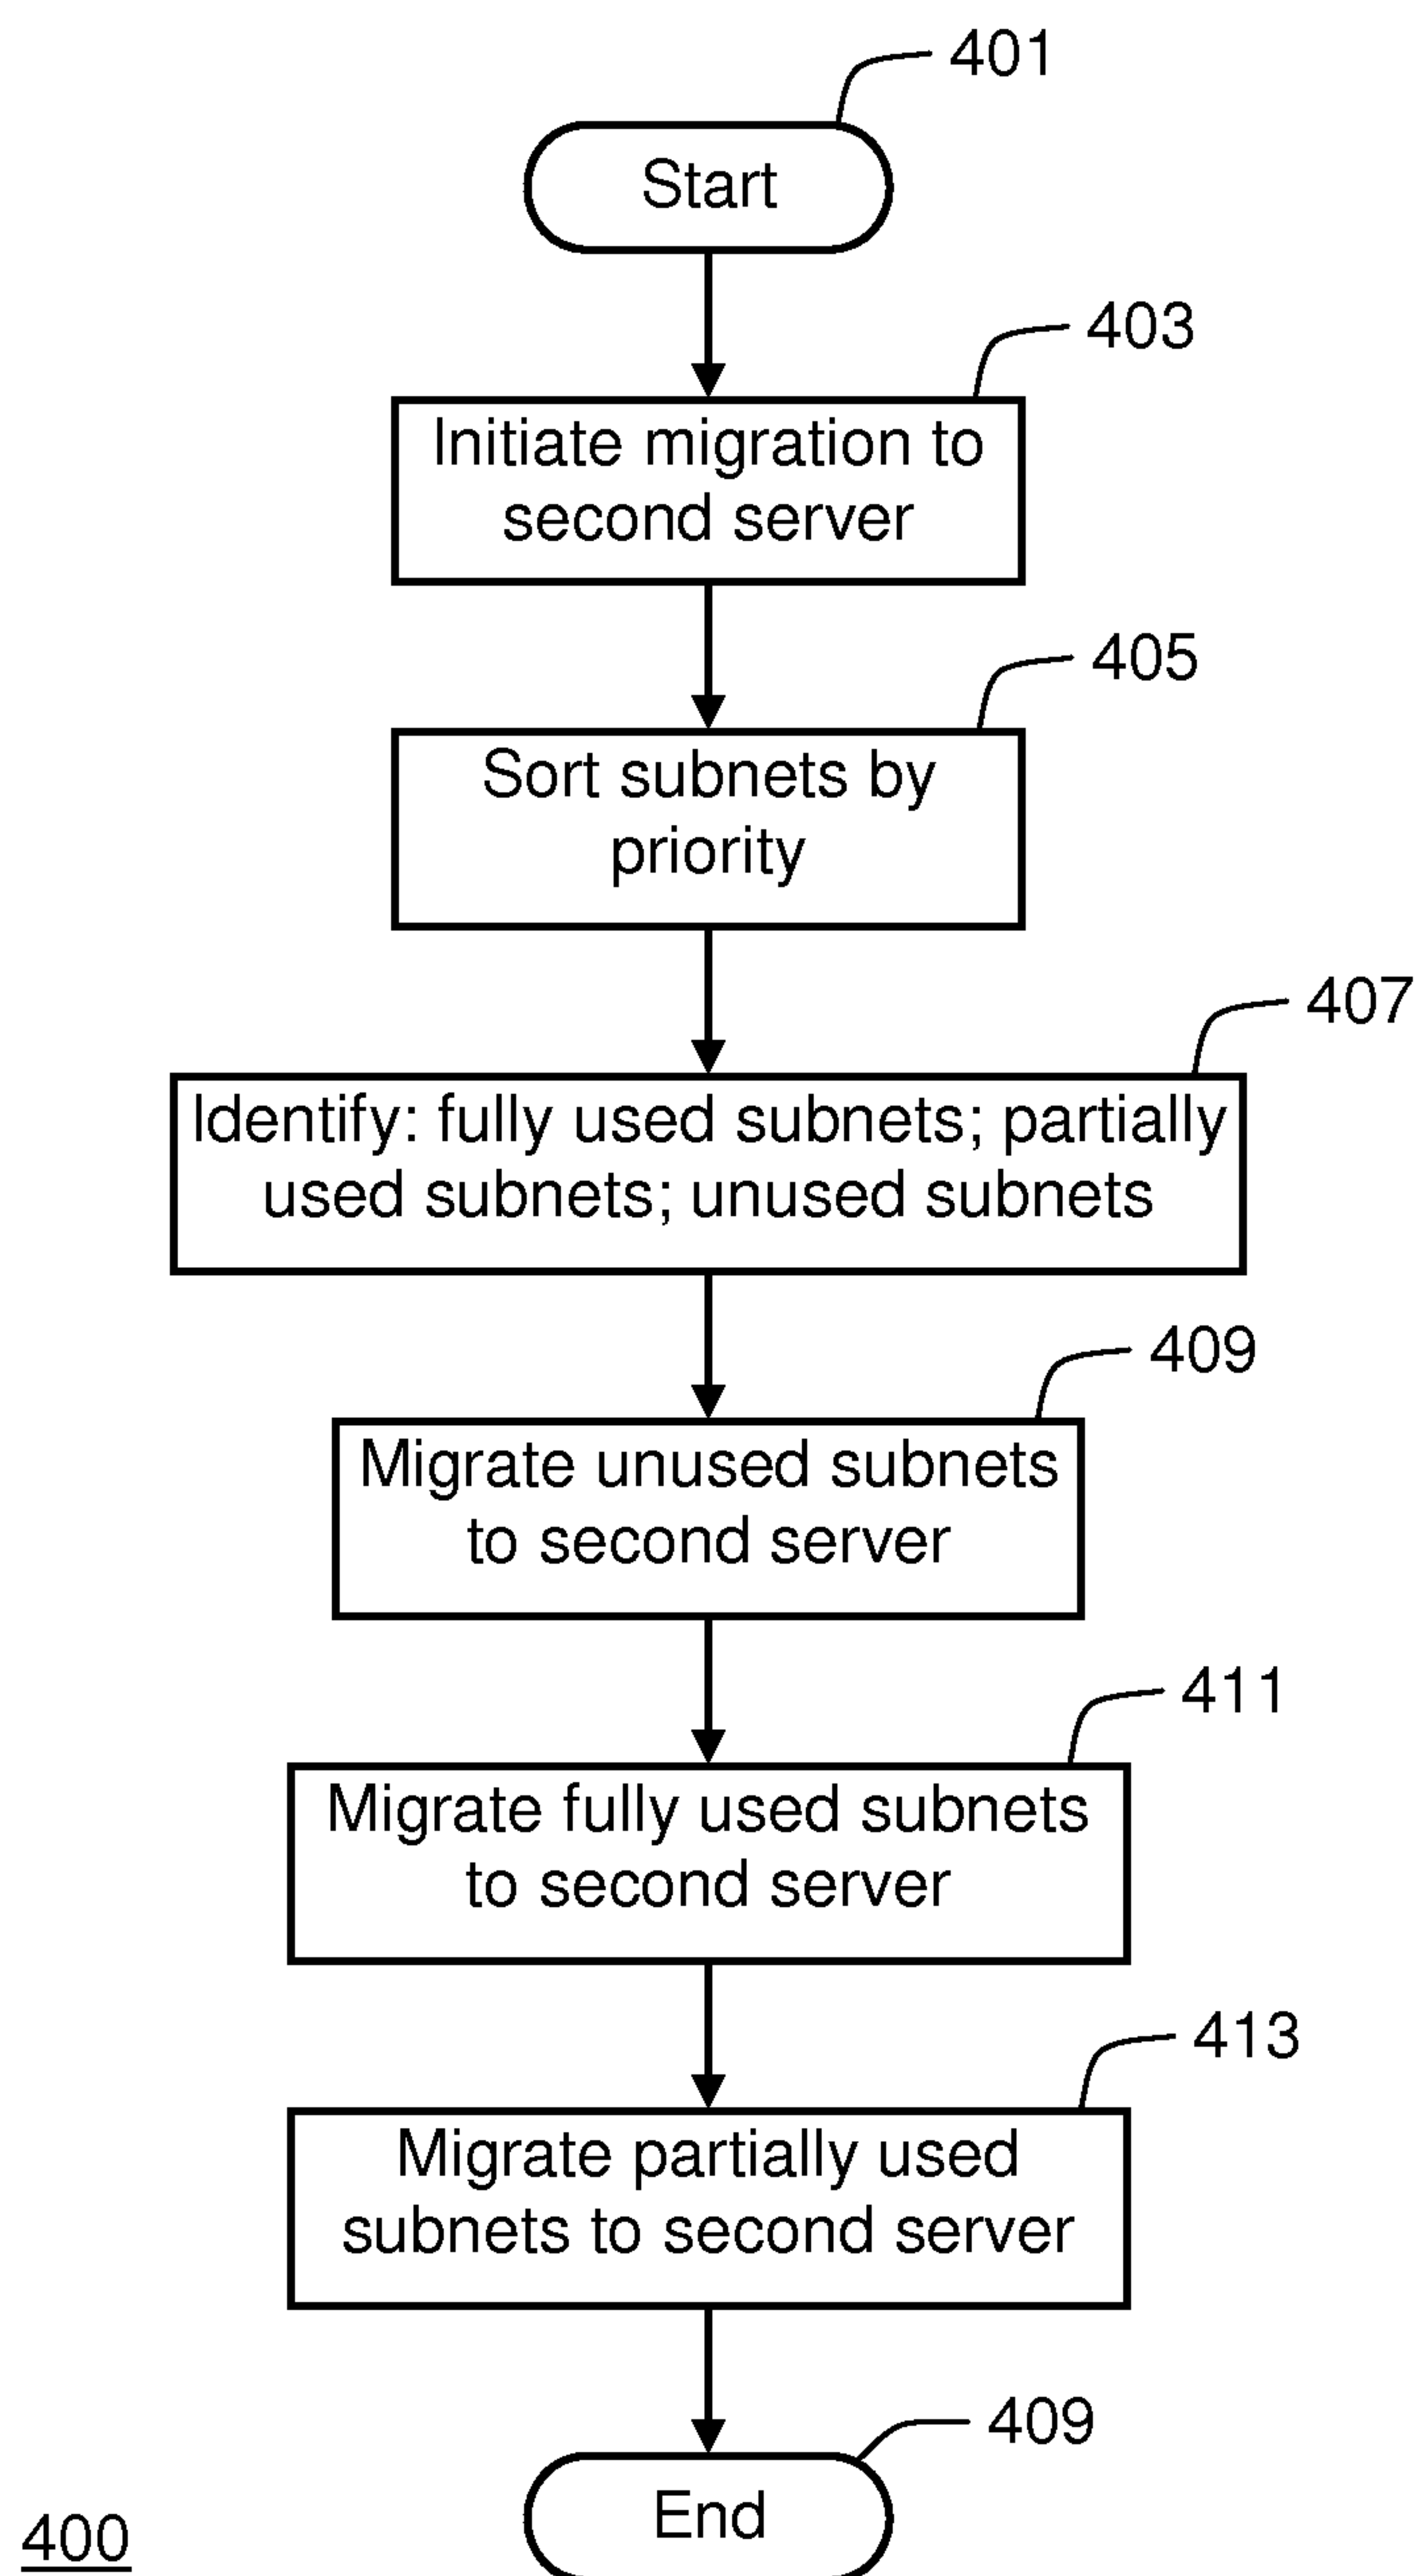 401
Start
403
Initiate migration to
second server
405
Sort subnets by
priority
407
Identify: fully used subnets; partially
used subnets; unused subnets
409
Migrate unused subnets
to second server
411
Migrate fully used subnets
to second server
413
Migrate partially used
subnets to second server
409
End
400